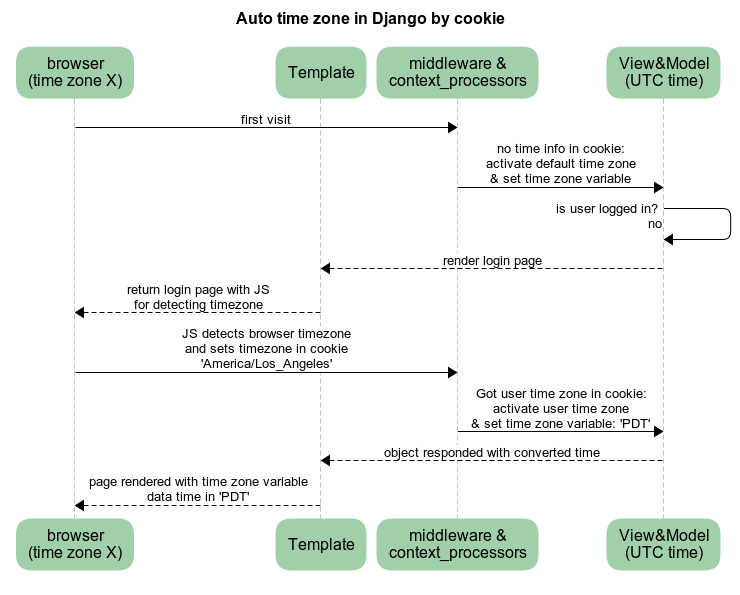 Auto time zone in Django by cookie
browser
(time zone X)
Template
middleware &
context_processors
View&Model
(UTC time)
first visit
no time info in cookie:
activate default time zone
& set time zone variable
is user logged in?
no
render login page
return login page with JS
for detecting timezone
JS detects browser timezone
and sets timezone in cookie
'America/Los_Angeles'
Got user time zone in cookie:
activate user time zone
& set time zone variable: 'PDT'
object responded with converted time
page rendered with time zone variable
data time in 'PDT'
browser
(time zone X)
Template
middleware &
context_processors
View&Model
(UTC time)